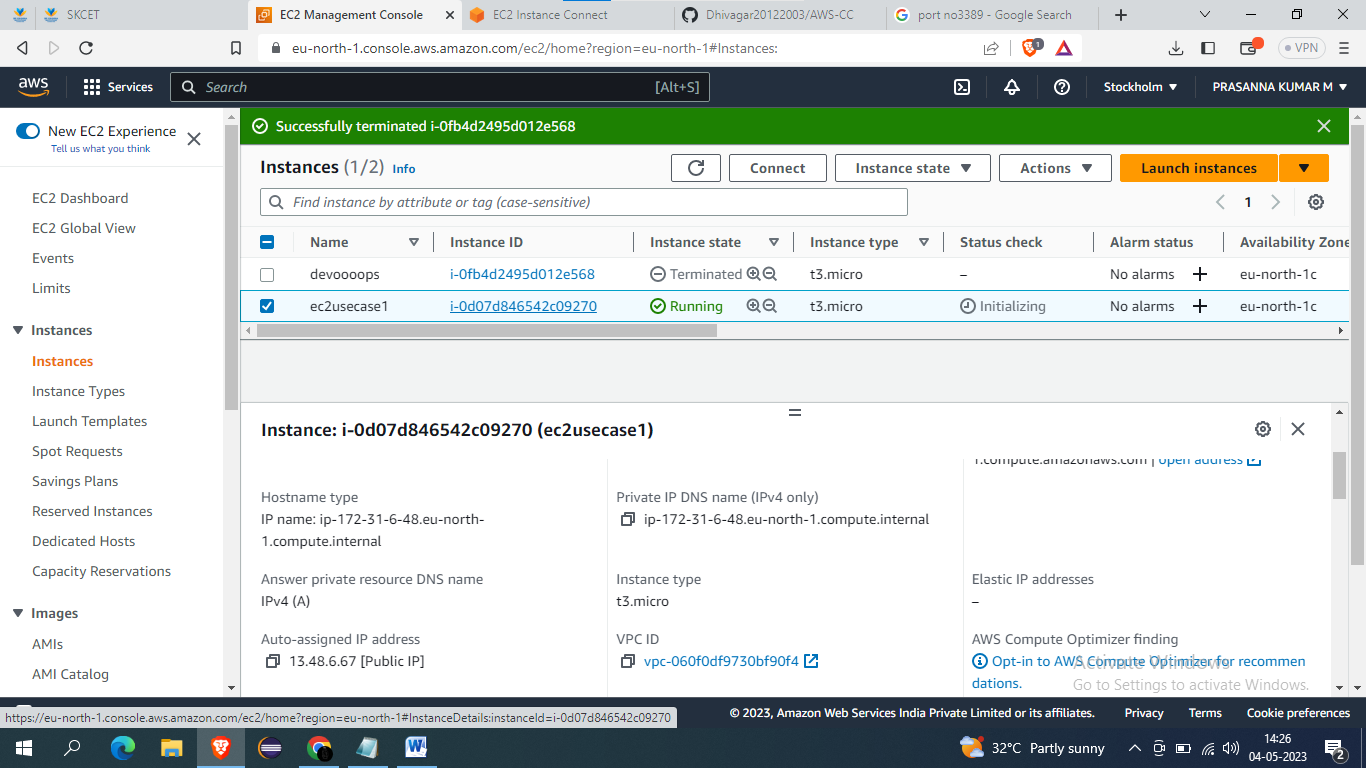 SKCET
EC2 Management Console
EC2 Instance Connect
Dhivagar20122003/AWS-CC
port no3389 - Google Search
eu-north-1.console.aws.amazon.com/ec2/home?region=eu-north-1#Instances:
1
VPN
aws
Services
Search
[Alt+S]
Stockholm
PRASANNA KUMAR M
New EC2 Experience
Tell us what you think
EC2 Dashboard
EC2 Global View
Events
Limits
Instances
Instances
Instance Types
Launch Templates
Spot Requests
Savings Plans
Reserved Instances
Dedicated Hosts
Capacity Reservations
Images
AMIs
AMI Catalog
Successfully terminated i-0fb4d2495d012e568
Instances (1/2) Info
Connect
Instance state
Actions
Launch instances
Find instance by attribute or tag (case-sensitive)
1
Name Instance ID Instance state Instance type Status check Alarm status Availability Zone
devoooops i-0fb4d2495d012e568 Terminated t3.micro – No alarms + eu-north-1c
ec2usecase1 i-0d07d846542c09270 Running t3.micro Initializing No alarms + eu-north-1c
Instance: i-0d07d846542c09270 (ec2usecase1)
1.compute.amazonaws.com | open address
Hostname type
IP name: ip-172-31-6-48.eu-north-
1.compute.internal
Private IP DNS name (IPv4 only)
ip-172-31-6-48.eu-north-1.compute.internal
Answer private resource DNS name
IPv4 (A)
Instance type
t3.micro
Elastic IP addresses
–
Auto-assigned IP address
13.48.6.67 [Public IP]
VPC ID
vpc-060f0df9730bf90f4
AWS Compute Optimizer finding
Opt-in to AWS Compute Optimizer for recommen
dations.
Activate Windows
Go to Settings to activate Windows.
https://eu-north-1.console.aws.amazon.com/ec2/home?region=eu-north-1#InstanceDetails:instanceId=i-0d07d846542c09270
© 2023, Amazon Web Services India Private Limited or its affiliates.
Privacy
Terms
Cookie preferences
32°C Partly sunny
14:26
04-05-2023
2